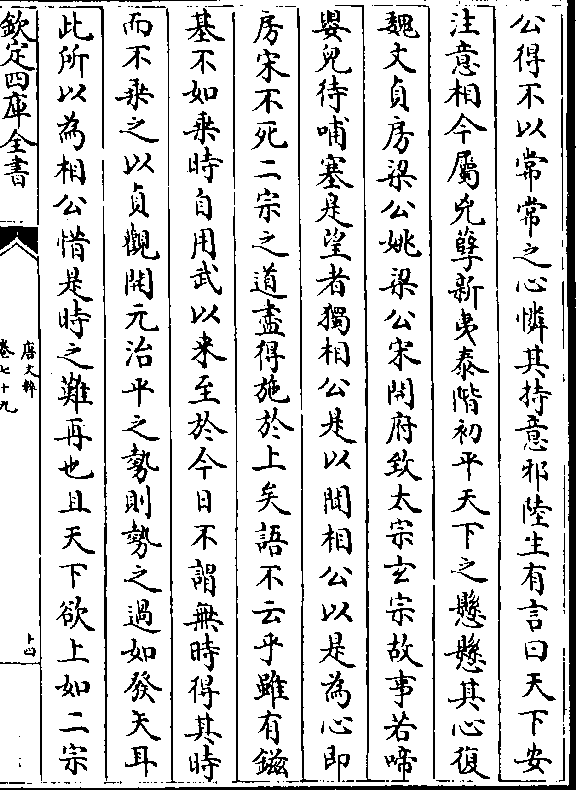 公得不以常常之心憐其持意邪陸生有言曰天下安
注意相今屬兇孽新夷泰階初平天下之懸懸其心復
魏文貞房梁公姚梁公宋開府欽太宗玄宗故事若啼
嬰兒待哺塞是望者獨相公是以聞相公以是為心即
房宋不死二宗之道盡得施於上矣語不云乎雖有鎡
基不如乗時自用武以来至於今日不謂無時得其時
而不乗之以貞觀開元治平之勢則勢之過如發矢耳
此所以為相公惜是時之難再也且天下欲上如二宗
欽定四庫全書
唐文粹
卷七十九
十四